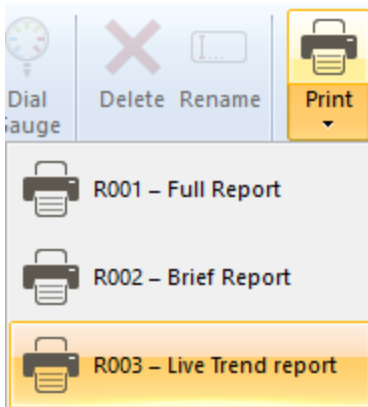 Dial
Gauge
Delete
Rename
Print
R001 – Full Report
R002 – Brief Report
R003 – Live Trend report